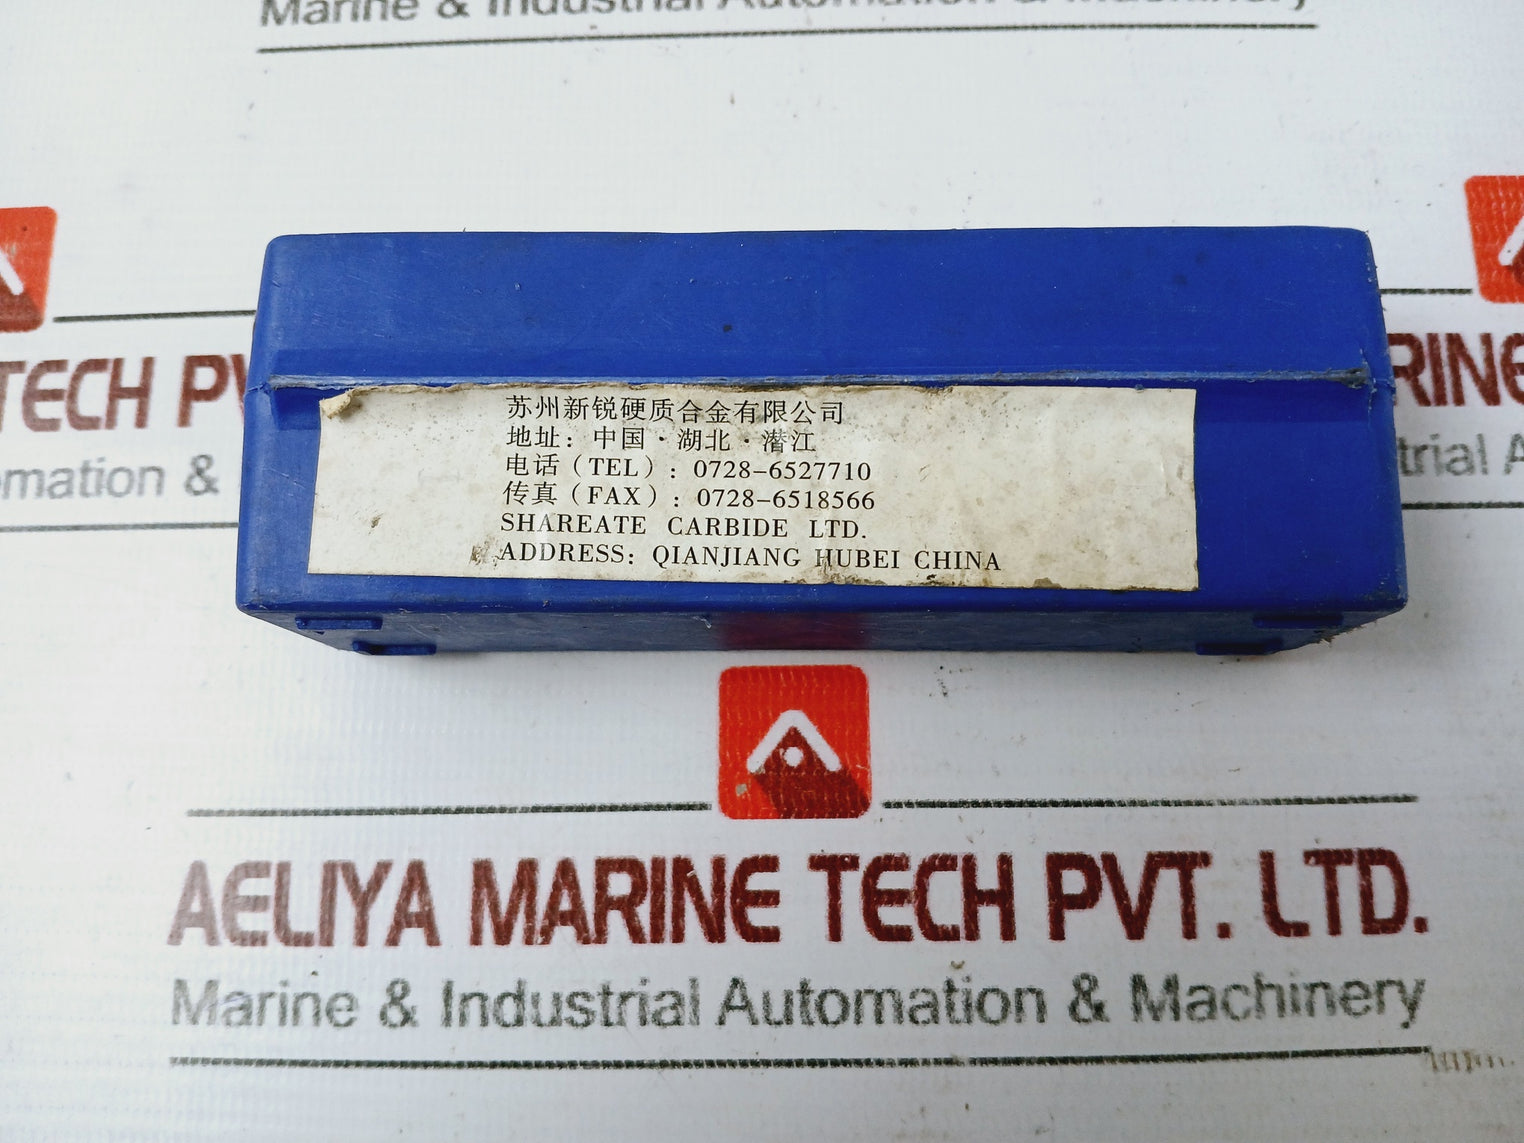 Marine & Industrial Automation & Machinery
TECH PV
RINE
omation &
trial A
苏州新锐硬质合金有限公司
地址：中国·湖北·潜江
电话（TEL）：0728-6527710
传真（FAX）：0728-6518566
SHAREATE CARBIDE LTD.
ADDRESS: QIANJIANG HUBEI CHINA
AELIYA MARINE TECH PVT. LTD.
Marine & Industrial Automation & Machinery